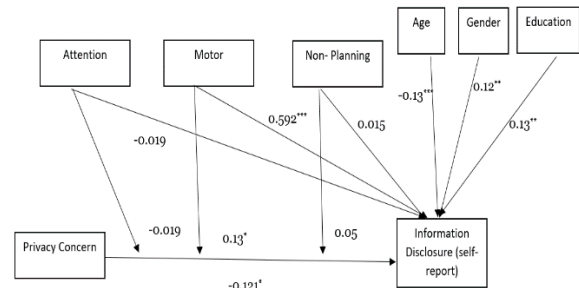 Age
Gender
Education
Attention
Motor
Non- Planning
-0.13***
0.12**
0.13**
0.592***
0.015
-0.019
-0.019
0.13*
0.05
Privacy Concern
Information
Disclosure (self-
report)
-0.121*